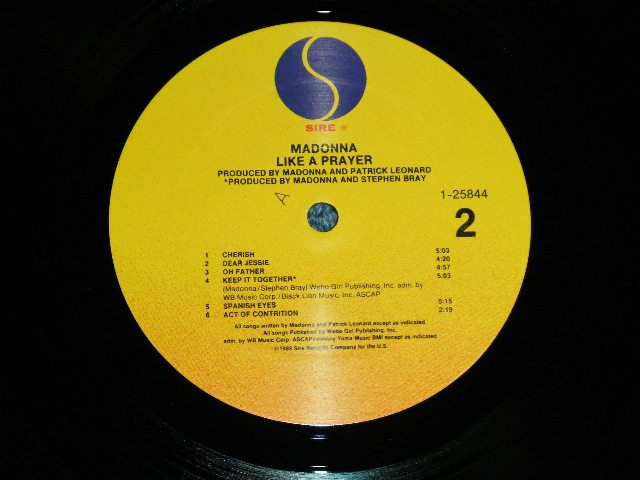 SIRE ®
MADONNA
LIKE A PRAYER
PRODUCED BY MADONNA AND PATRICK LEONARD
*PRODUCED BY MADONNA AND STEPHEN BRAY
1-25844
2
1 CHERISH 5:03
2 DEAR JESSIE 4:20
3 OH FATHER 4:57
4 KEEP IT TOGETHER* 5:03
(Madonna/Stephen Bray) Webo Girl Publishing, Inc. adm. by
WB Music Corp./Black Lion Music, Inc. ASCAP
5 SPANISH EYES 5:15
6 ACT OF CONTRITION 2:19
All songs written by Madonna and Patrick Leonard except as indicated
All songs Published by Webo Girl Publishing, Inc.
adm. by WB Music Corp. ASCAP/Johnny Yuma Music BMI except as indicated
℗1989 Sire Records Company for the U.S.